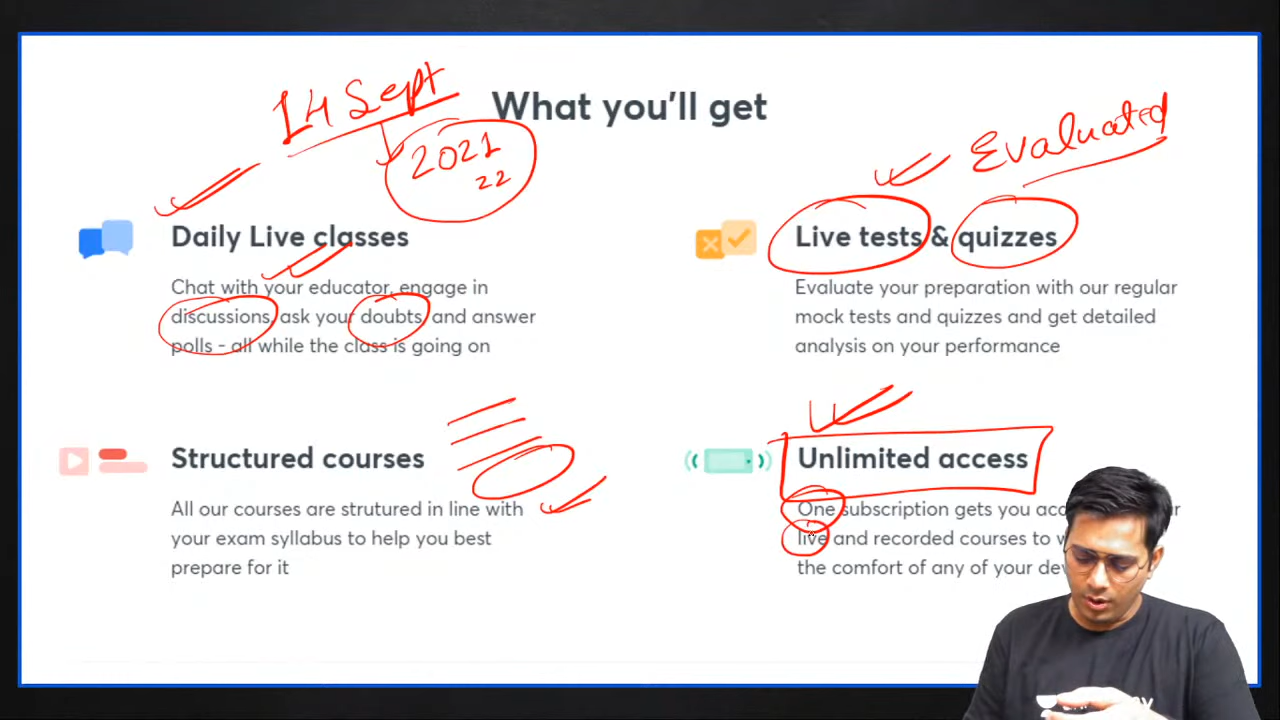 14 Sept
What you'll get
2021
22
Evaluated
Daily Live classes
Chat with your educator, engage in
discussions, ask your doubts, and answer
polls - all while the class is going on
Live tests & quizzes
Evaluate your preparation with our regular
mock tests and quizzes and get detailed
analysis on your performance
Structured courses
All our courses are strutured in line with
your exam syllabus to help you best
prepare for it
Unlimited access
One subscription gets you
live and recorded courses to
the comfort of any of your